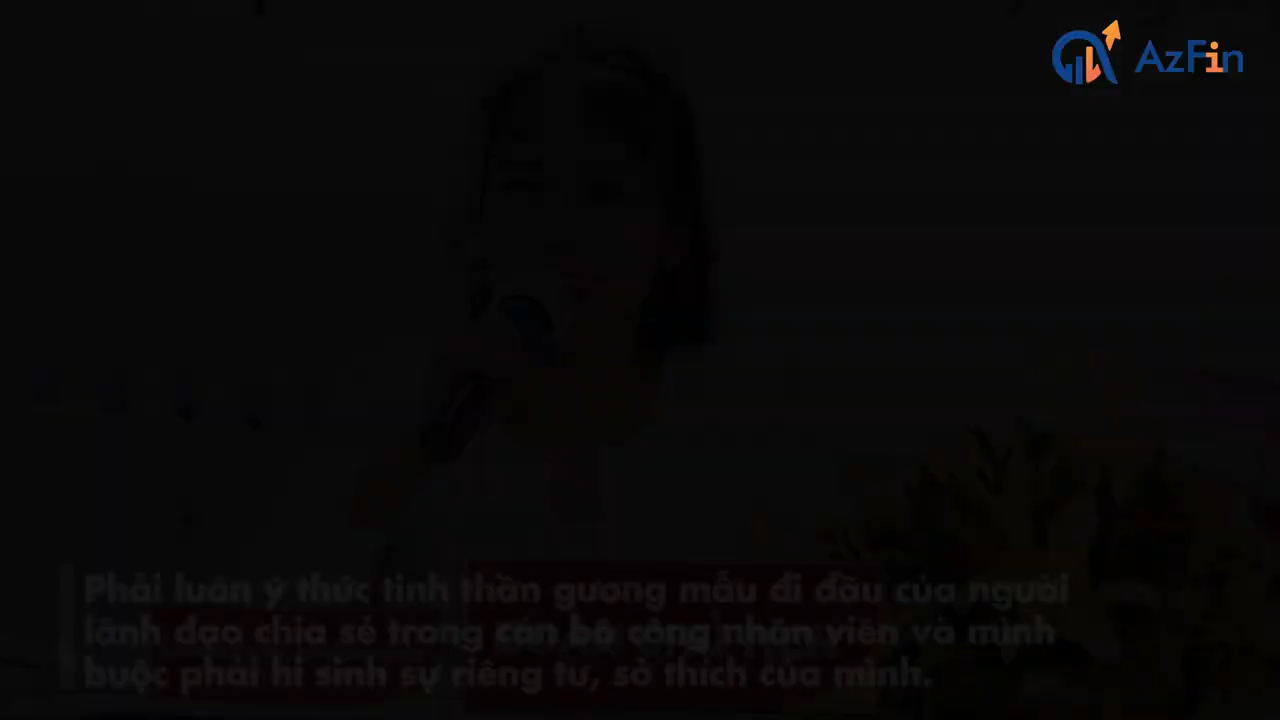 AzFin
Phải luôn ý thức tinh thần gương mẫu đi đầu của người
lãnh đạo chia sẻ trong cán bộ công nhân viên và mình
buộc phải hi sinh sự riêng tư, sở thích của mình.